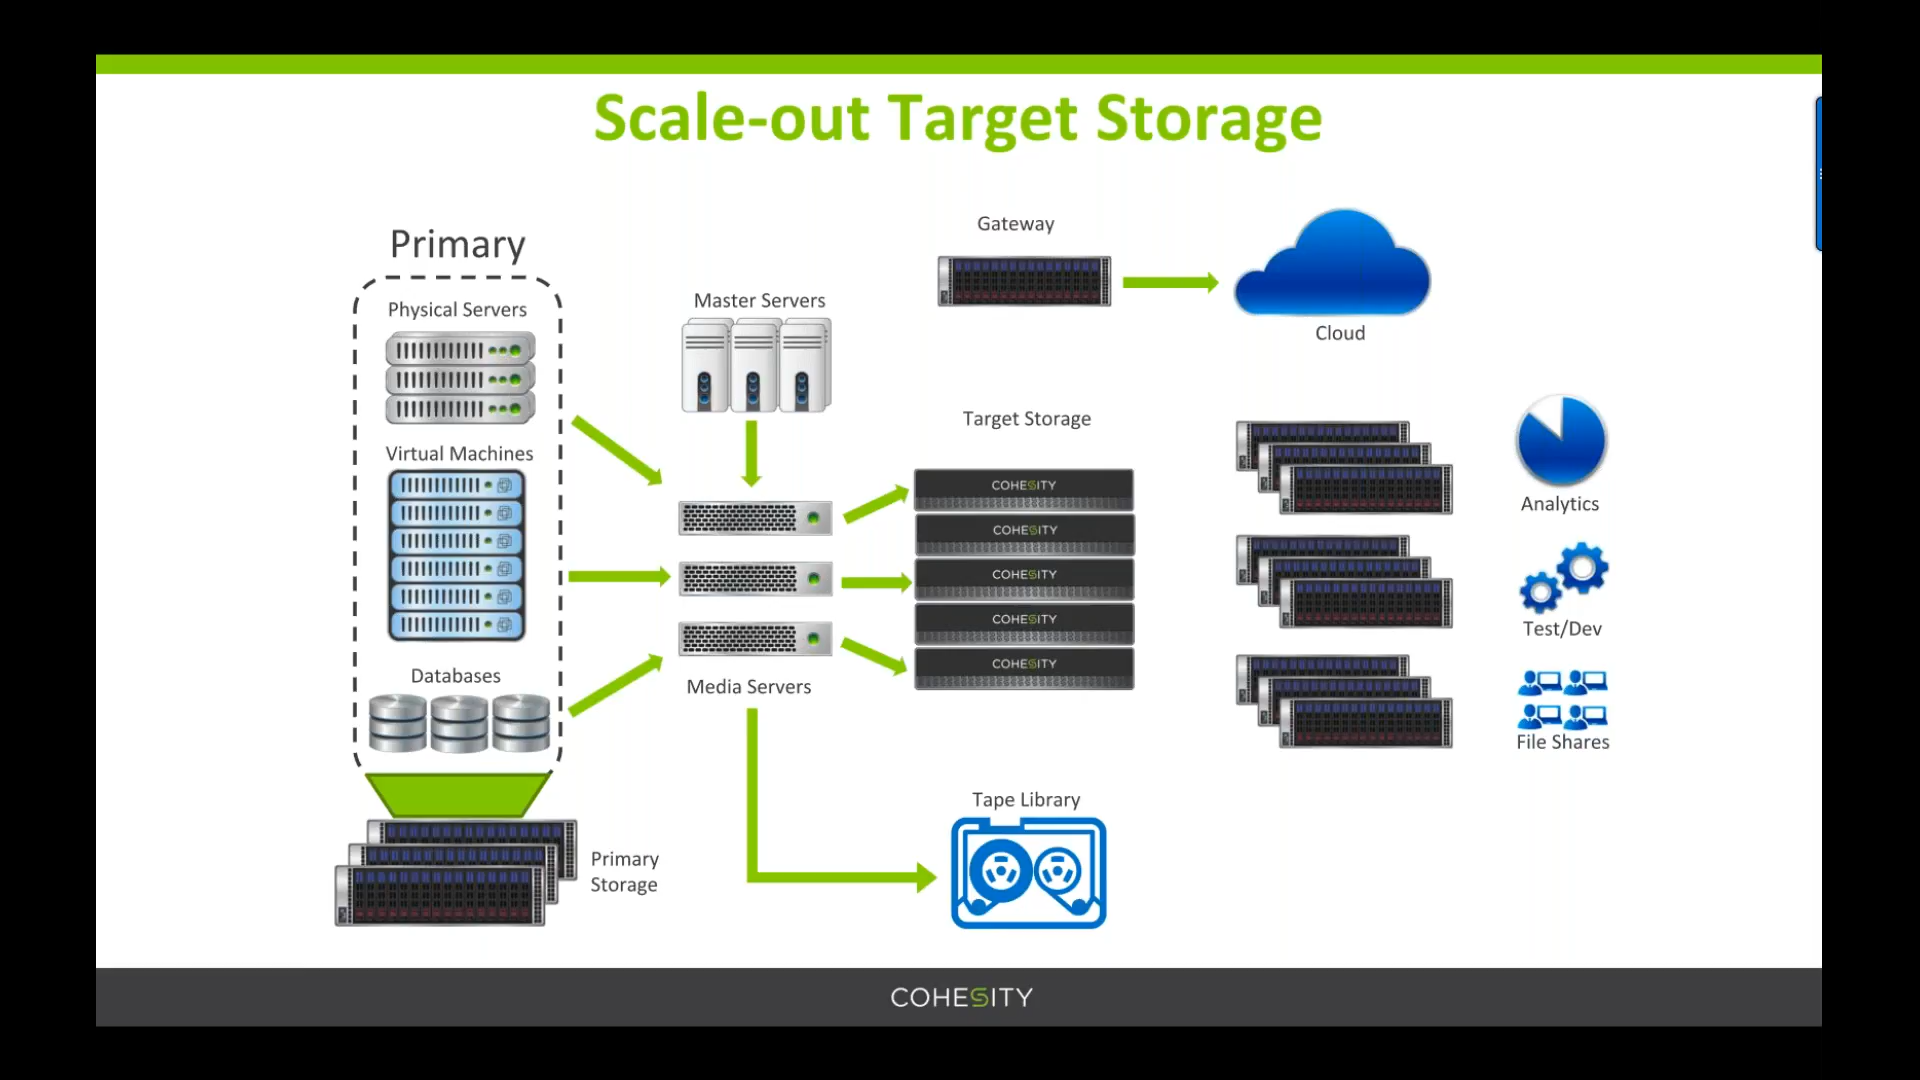 Scale-out Target Storage
Primary
Physical Servers
Virtual Machines
Databases
Primary
Storage
Master Servers
Media Servers
Gateway
Cloud
Target Storage
COHESITY
COHESITY
COHESITY
COHESITY
COHESITY
Analytics
Test/Dev
File Shares
Tape Library
COHESITY